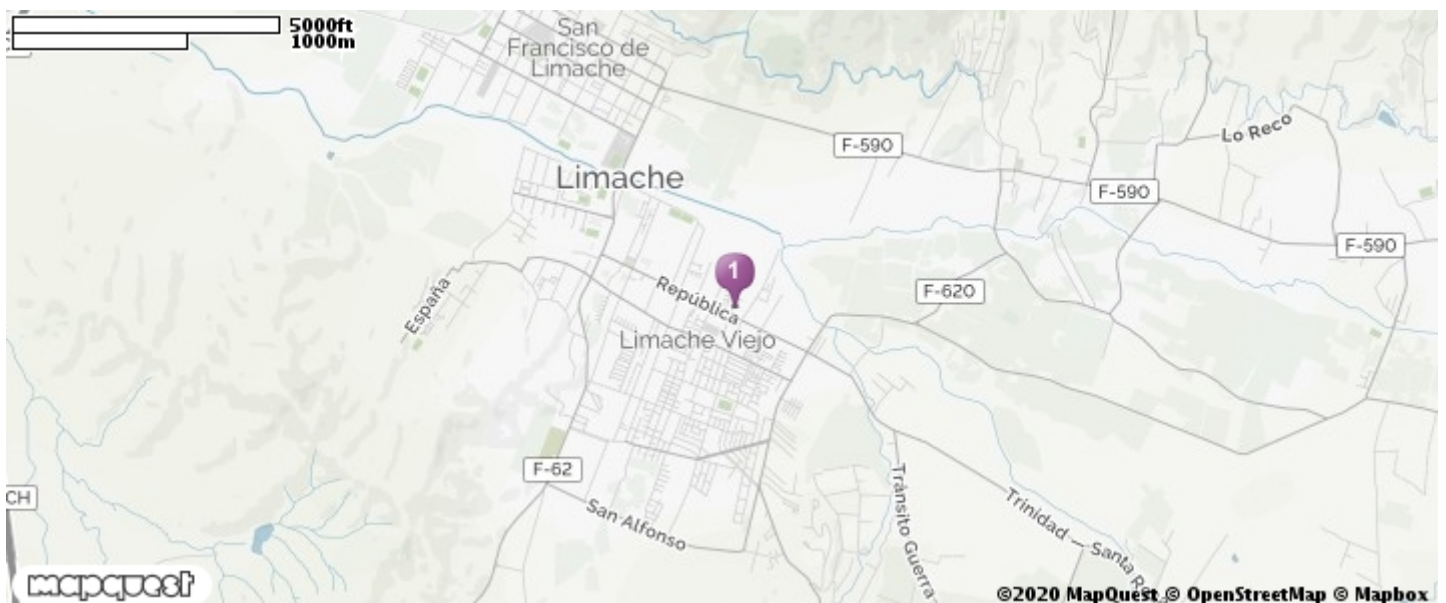 5000ft
1000m
San
Francisco de
Limache
Lo Reco
F-590
Limache
F-590
F-590
1
F-620
España
República
Limache Viejo
F-62
CH
San Alfonso
Tránsito Guerra
Trinidad — Santa
mapquest
©2020 MapQuest © OpenStreetMap © Mapbox